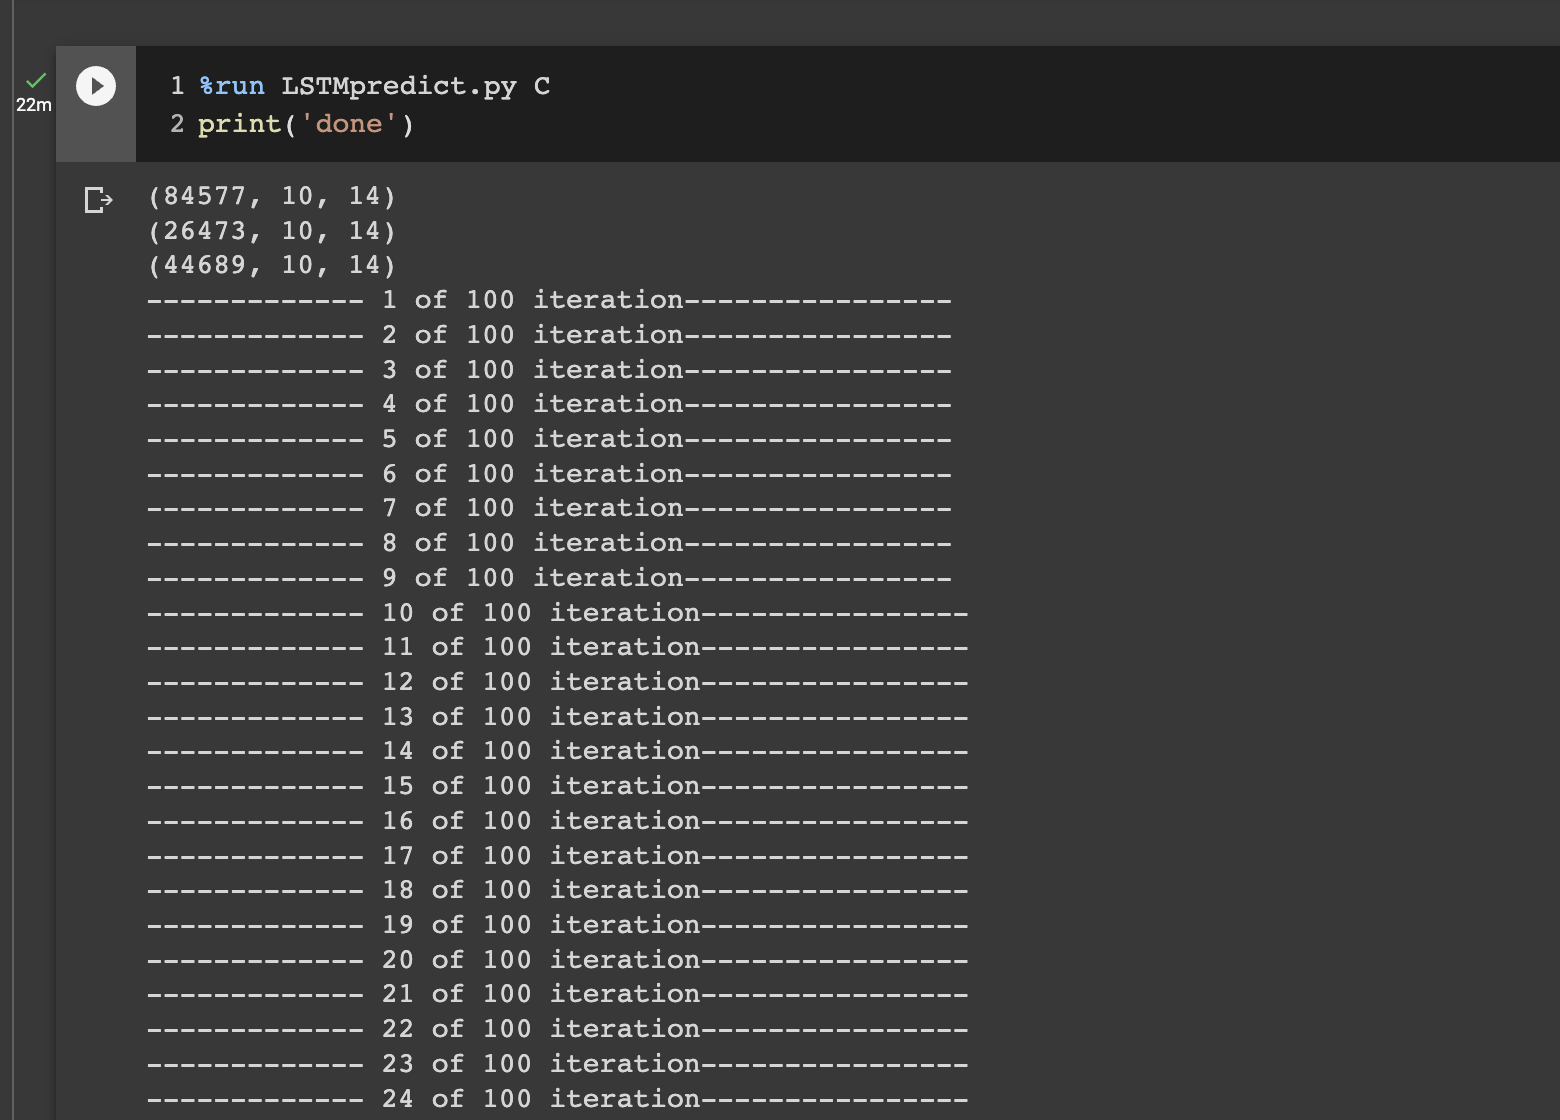 22m
1 %run LSTMpredict.py C
2 print('done')
(84577, 10, 14)
(26473, 10, 14)
(44689, 10, 14)
------------- 1 of 100 iteration----------------
------------- 2 of 100 iteration----------------
------------- 3 of 100 iteration----------------
------------- 4 of 100 iteration----------------
------------- 5 of 100 iteration----------------
------------- 6 of 100 iteration----------------
------------- 7 of 100 iteration----------------
------------- 8 of 100 iteration----------------
------------- 9 of 100 iteration----------------
------------- 10 of 100 iteration----------------
------------- 11 of 100 iteration----------------
------------- 12 of 100 iteration----------------
------------- 13 of 100 iteration----------------
------------- 14 of 100 iteration----------------
------------- 15 of 100 iteration----------------
------------- 16 of 100 iteration----------------
------------- 17 of 100 iteration----------------
------------- 18 of 100 iteration----------------
------------- 19 of 100 iteration----------------
------------- 20 of 100 iteration----------------
------------- 21 of 100 iteration----------------
------------- 22 of 100 iteration----------------
------------- 23 of 100 iteration----------------
------------- 24 of 100 iteration----------------